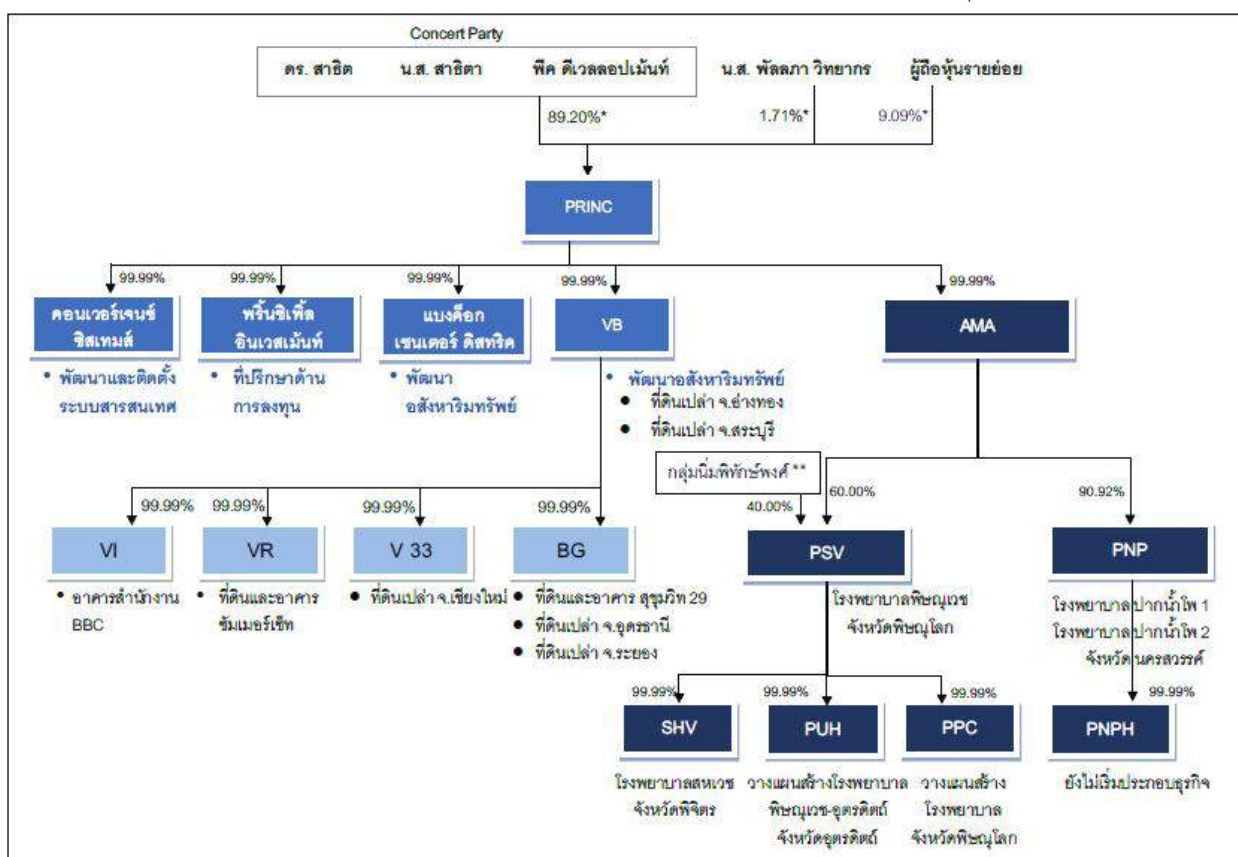 Concert Party
ดร. สาธิต น.ส. สาธิตา พีค ดีเวลลอปเม้นท์ น.ส. พัลลภา วิทยากร ผู้ถือหุ้นรายย่อย
89.20%* 1.71%* 9.09%*
PRINC
99.99% 99.99% 99.99% 99.99% 99.99%
คอนเวอร์เจนซ์
ซิสเทมส์
พริ้นซิเพิ้ล
อินเวสเม้นท์
แบงค็อก
เซนเตอร์ ดิสทริค
VB
AMA
• พัฒนาและติดตั้ง
ระบบสารสนเทศ
• ที่ปรึกษาด้าน
การลงทุน
• พัฒนา
อสังหาริมทรัพย์
• พัฒนาอสังหาริมทรัพย์
● ที่ดินเปล่า จ.อ่างทอง
● ที่ดินเปล่า จ.สระบุรี
กลุ่มนิ่มพิทักษ์พงศ์ **
99.99% 99.99% 99.99% 99.99% 40.00% 60.00% 90.92%
VI VR V 33 BG PSV PNP
• อาคารสำนักงาน
BBC
• ที่ดินและอาคาร
ซัมเมอร์เซ็ท
● ที่ดินเปล่า จ.เชียงใหม่
● ที่ดินและอาคาร สุขุมวิท 29
● ที่ดินเปล่า จ.อุดรธานี
● ที่ดินเปล่า จ.ระยอง
โรงพยาบาลพิษณุเวช
จังหวัดพิษณุโลก
โรงพยาบาลปากน้ำโพ 1
โรงพยาบาลปากน้ำโพ 2
จังหวัดนครสวรรค์
99.99% 99.99% 99.99% 99.99%
SHV PUH PPC PNPH
โรงพยาบาลสหเวช
จังหวัดพิจิตร
วางแผนสร้างโรงพยาบาล
พิษณุเวช-อุตรดิตถ์
จังหวัดอุตรดิตถ์
วางแผนสร้าง
โรงพยาบาล
จังหวัดพิษณุโลก
ยังไม่เริ่มประกอบธุรกิจ